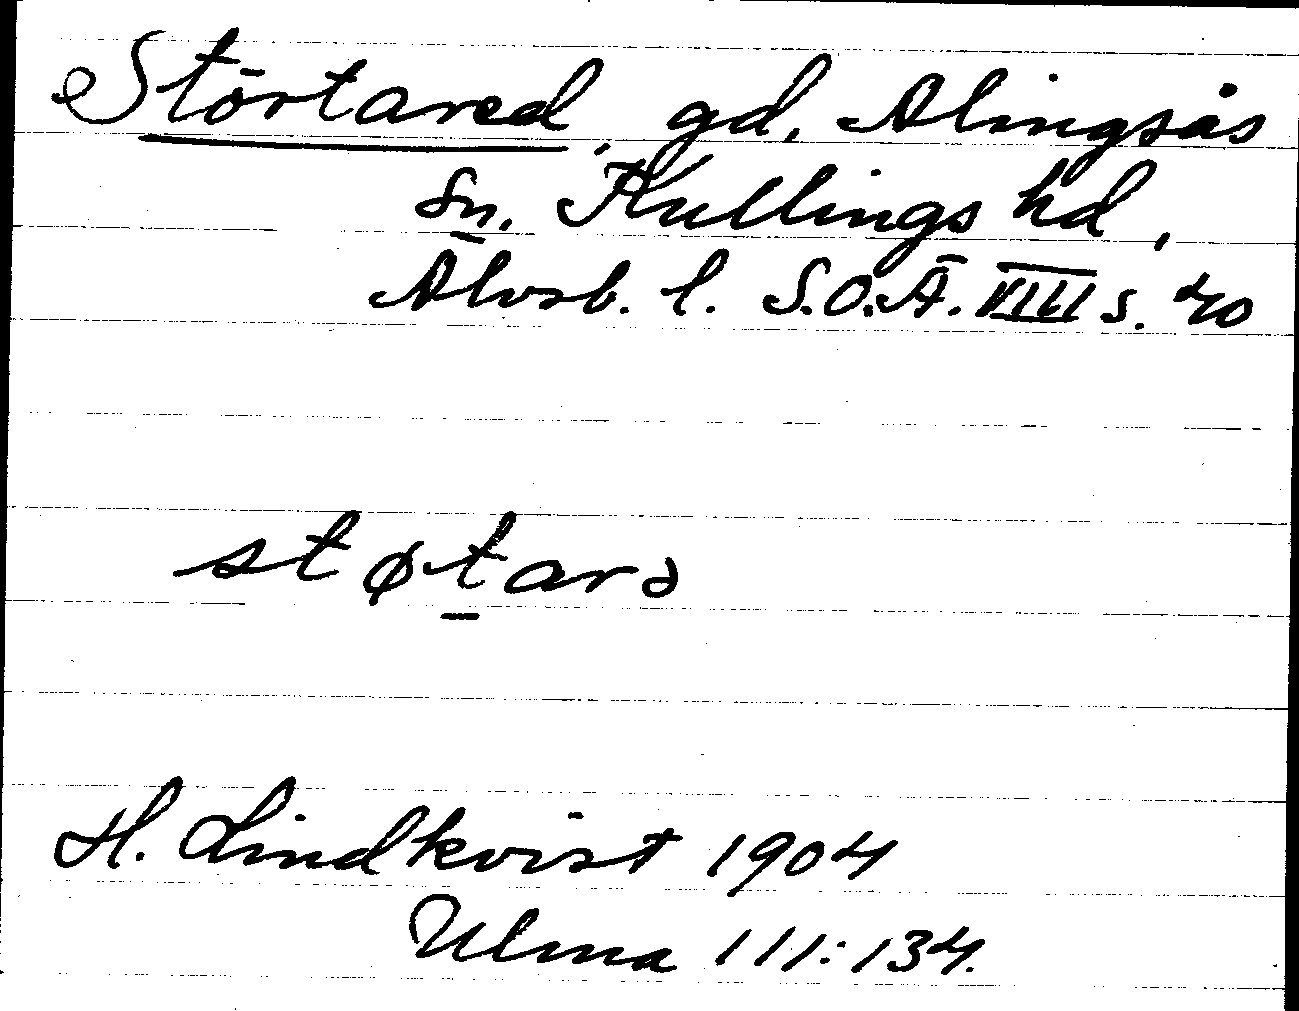 Störtared, gd, Alingsås
sn. Kullings hd,
Älvsb. l. S.O.Ä. VIII s. 40
støtarə
H. Lindkvist 1904
Ulma 111:134.